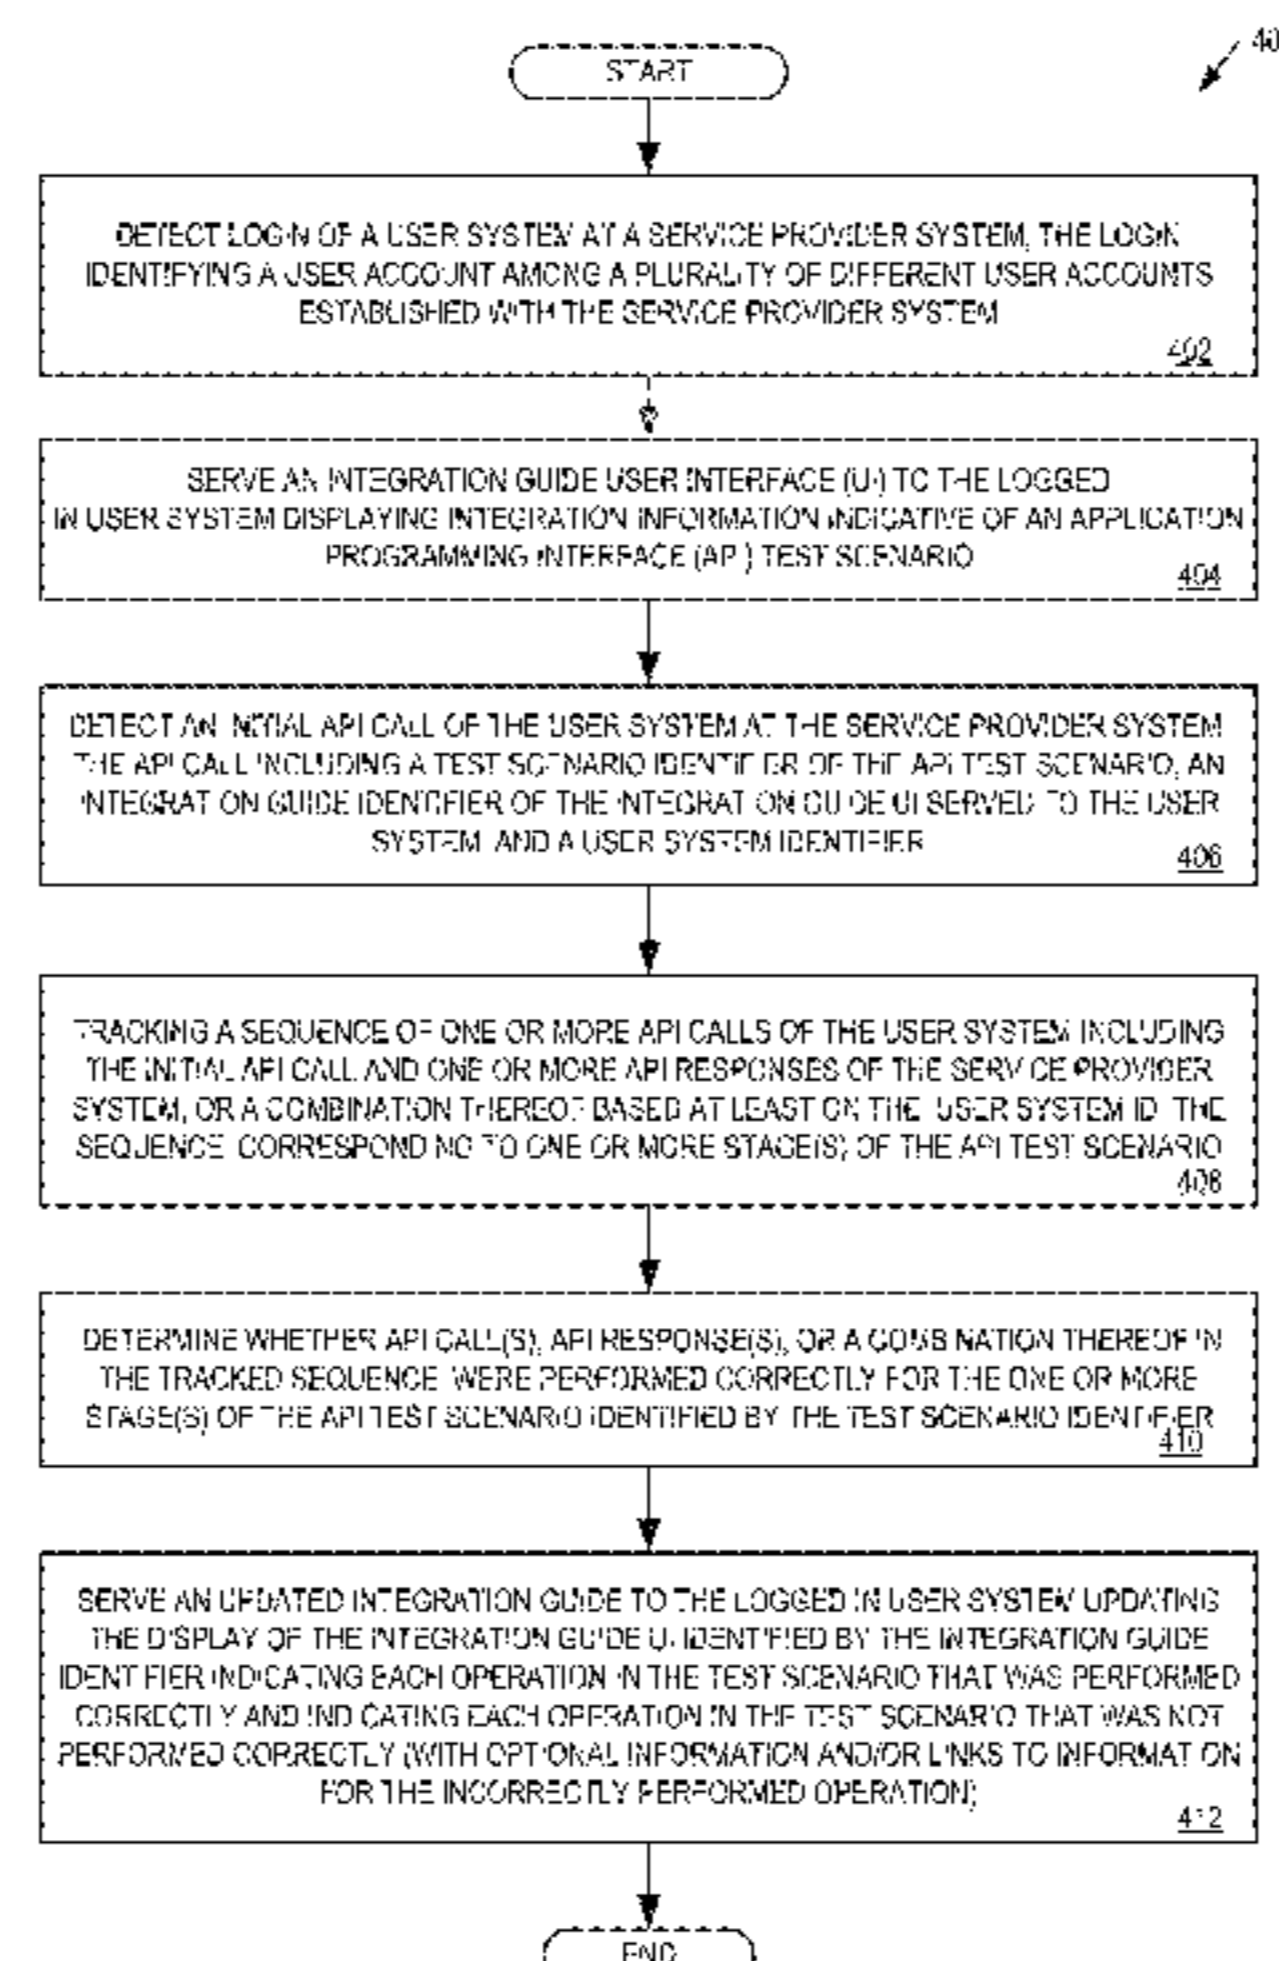 START
40
DETECT LOGIN OF A USER SYSTEM AT A SERVICE PROVIDER SYSTEM, THE LOGIN
IDENTIFYING A USER ACCOUNT AMONG A PLURALITY OF DIFFERENT USER ACCOUNTS
ESTABLISHED WITH THE SERVICE PROVIDER SYSTEM
402
SERVE AN INTEGRATION GUIDE USER INTERFACE (UI) TO THE LOGGED
IN USER SYSTEM DISPLAYING INTEGRATION INFORMATION INDICATIVE OF AN APPLICATION
PROGRAMMING INTERFACE (API) TEST SCENARIO
404
DETECT AN INITIAL API CALL OF THE USER SYSTEM AT THE SERVICE PROVIDER SYSTEM
THE API CALL INCLUDING A TEST SCENARIO IDENTIFIER OF THE API TEST SCENARIO, AN
INTEGRATION GUIDE IDENTIFIER OF THE INTEGRATION GUIDE UI SERVED TO THE USER
SYSTEM AND A USER SYSTEM IDENTIFIER
406
TRACKING A SEQUENCE OF ONE OR MORE API CALLS OF THE USER SYSTEM INCLUDING
THE INITIAL API CALL AND ONE OR MORE API RESPONSES OF THE SERVICE PROVIDER
SYSTEM, OR A COMBINATION THEREOF BASED AT LEAST ON THE USER SYSTEM ID THE
SEQUENCE CORRESPONDING TO ONE OR MORE STAGE(S) OF THE API TEST SCENARIO
408
DETERMINE WHETHER API CALL(S), API RESPONSE(S), OR A COMBINATION THEREOF IN
THE TRACKED SEQUENCE WERE PERFORMED CORRECTLY FOR THE ONE OR MORE
STAGE(S) OF THE API TEST SCENARIO IDENTIFIED BY THE TEST SCENARIO IDENTIFIER
410
SERVE AN UPDATED INTEGRATION GUIDE TO THE LOGGED IN USER SYSTEM UPDATING
THE DISPLAY OF THE INTEGRATION GUIDE UI IDENTIFIED BY THE INTEGRATION GUIDE
IDENTIFIER INDICATING EACH OPERATION IN THE TEST SCENARIO THAT WAS PERFORMED
CORRECTLY AND INDICATING EACH OPERATION IN THE TEST SCENARIO THAT WAS NOT
PERFORMED CORRECTLY (WITH OPTIONAL INFORMATION AND/OR LINKS TO INFORMATION
FOR THE INCORRECTLY PERFORMED OPERATION)
412
END